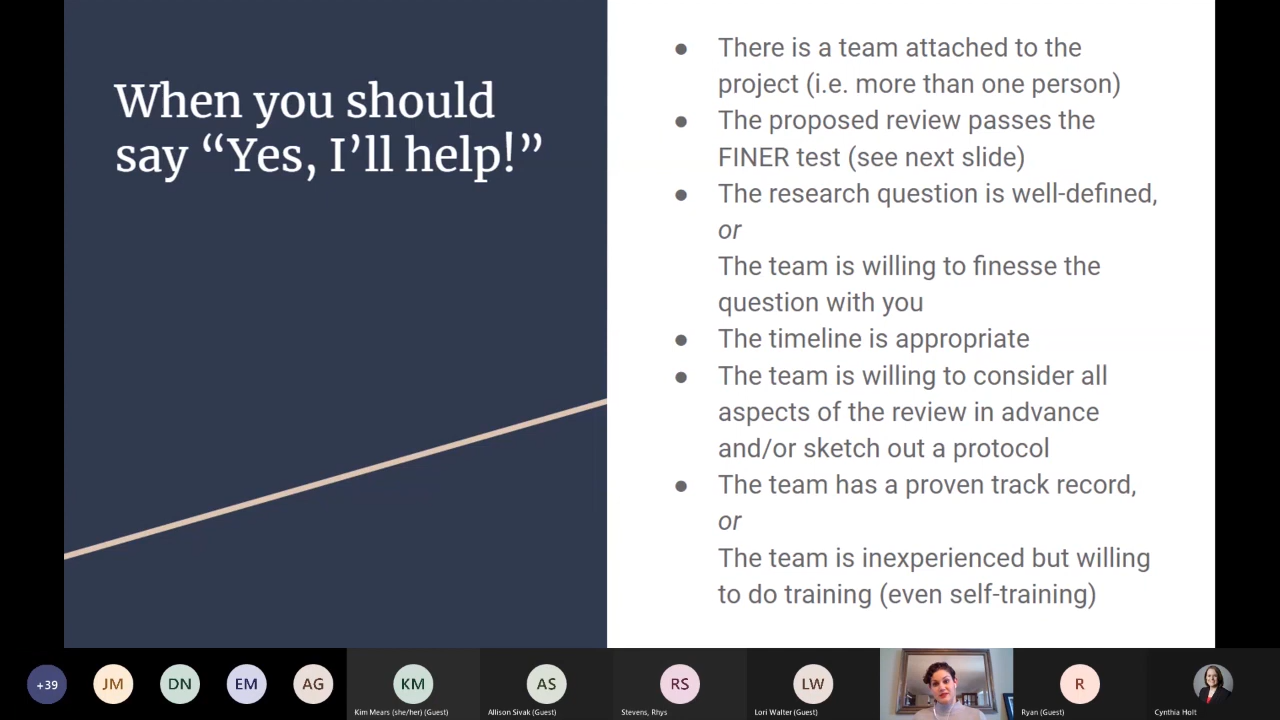 When you should
say “Yes, I’ll help!”
● There is a team attached to the
project (i.e. more than one person)
● The proposed review passes the
FINER test (see next slide)
● The research question is well-defined,
or
The team is willing to finesse the
question with you
● The timeline is appropriate
● The team is willing to consider all
aspects of the review in advance
and/or sketch out a protocol
● The team has a proven track record,
or
The team is inexperienced but willing
to do training (even self-training)
+39
JM
DN
EM
AG
KM
Kim Mears (she/her) (Guest)
AS
Allison Sivak (Guest)
RS
Stevens, Rhys
LW
Lori Walter (Guest)
R
Ryan (Guest)
Cynthia Holt